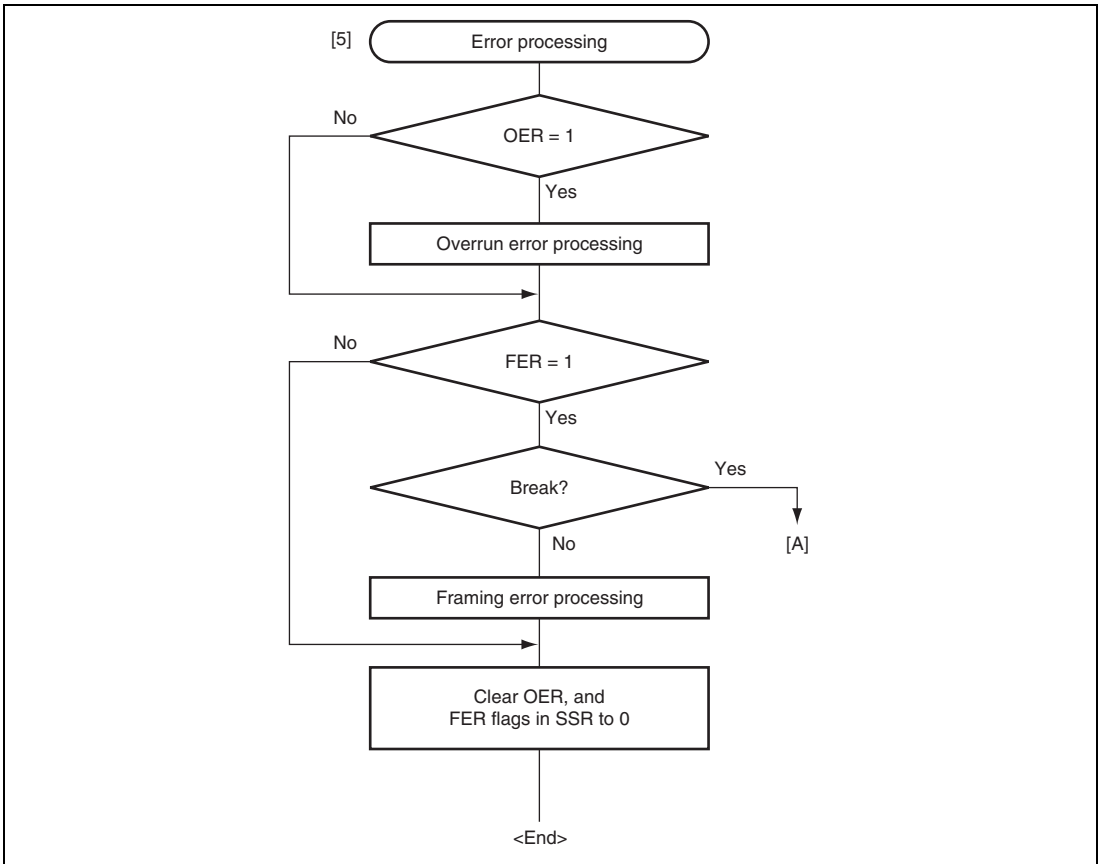 [5]
Error processing
No
OER = 1
Yes
Overrun error processing
No
FER = 1
Yes
Break?
Yes
No
[A]
Framing error processing
Clear OER, and
FER flags in SSR to 0
<End>